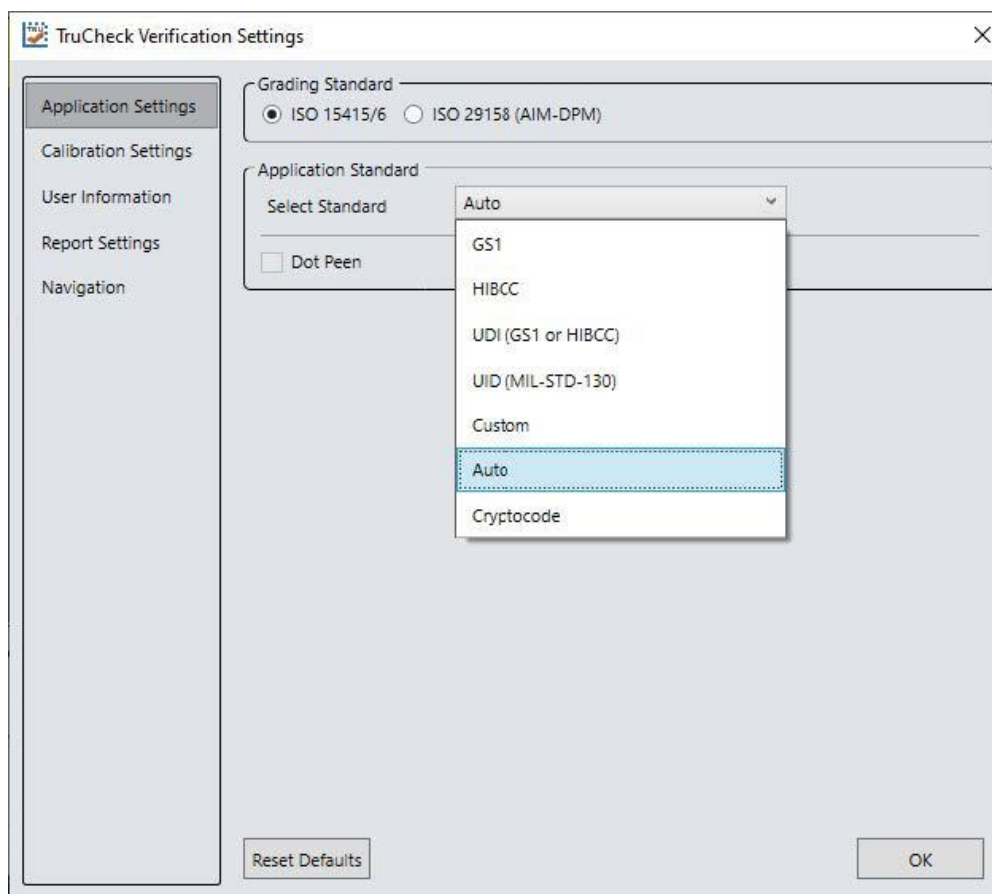 TruCheck Verification Settings
Application Settings
Calibration Settings
User Information
Report Settings
Navigation
Grading Standard
ISO 15415/6 ISO 29158 (AIM-DPM)
Application Standard
Select Standard Auto
Dot Peen
GS1
HIBCC
UDI (GS1 or HIBCC)
UID (MIL-STD-130)
Custom
Auto
Cryptocode
Reset Defaults OK